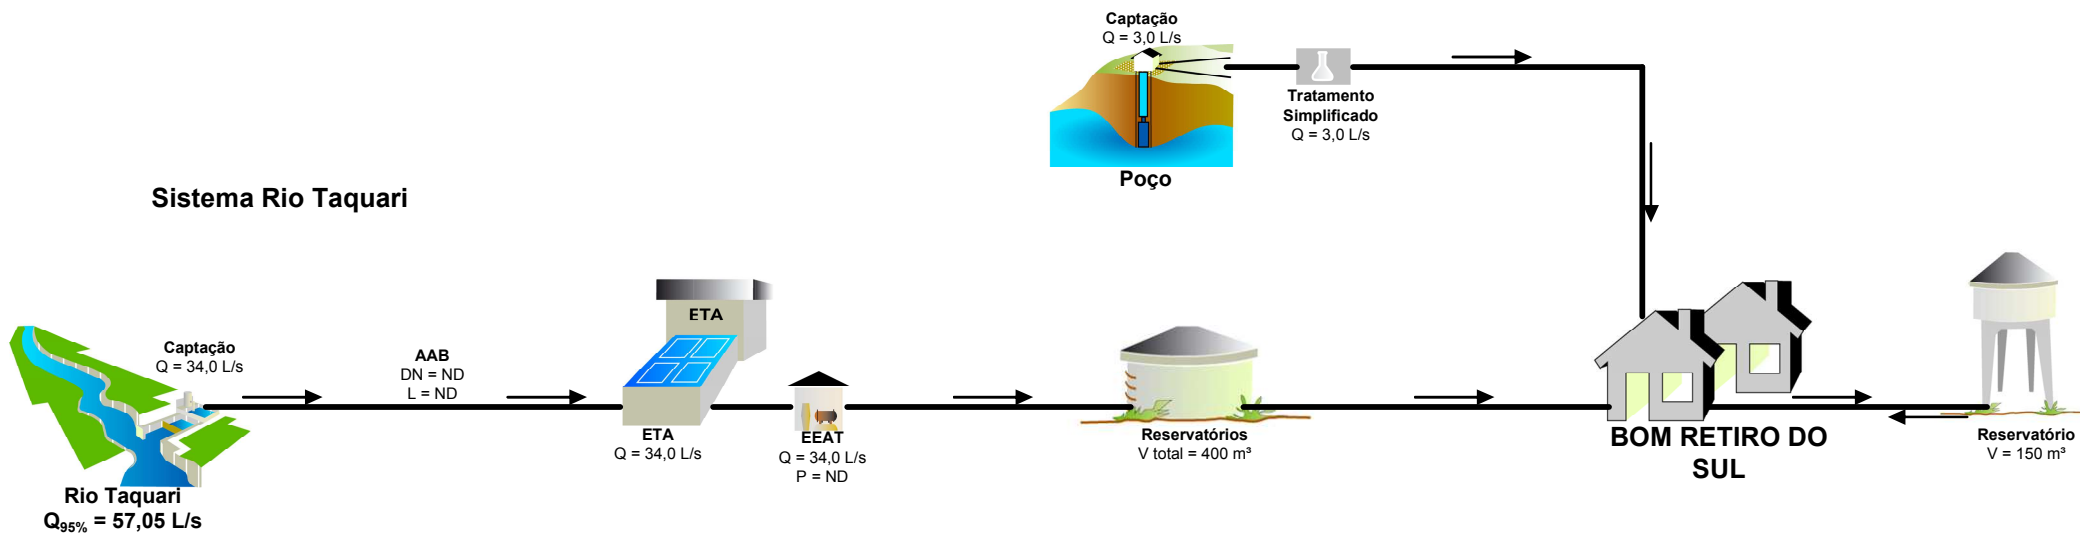 Captação
Q = 3,0 L/s
Tratamento
Simplificado
Q = 3,0 L/s
Poço
Sistema Rio Taquari
Captação
Q = 34,0 L/s
AAB
DN = ND
L = ND
ETA
ETA
Q = 34,0 L/s
EEAT
Q = 34,0 L/s
P = ND
Reservatórios
V total = 400 m³
BOM RETIRO DO
SUL
Reservatório
V = 150 m³
Rio Taquari
Q95% = 57,05 L/s